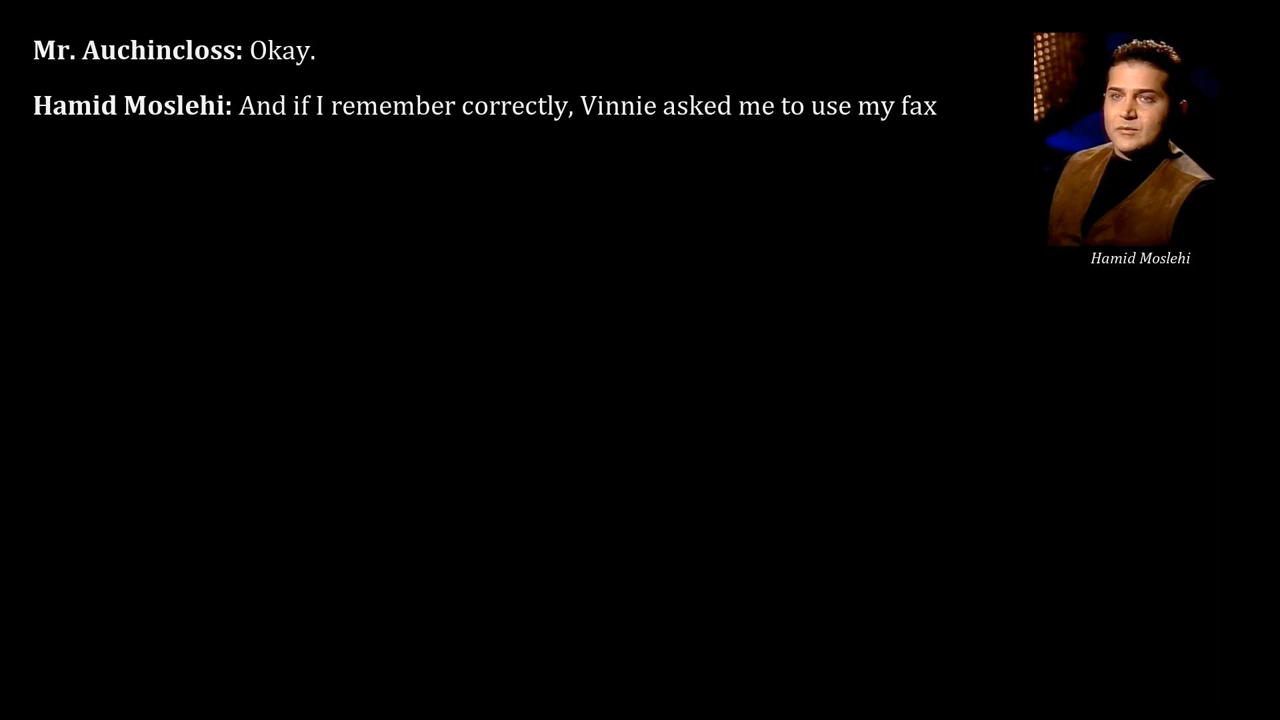 Mr. Auchincloss: Okay.
Hamid Moslehi: And if I remember correctly, Vinnie asked me to use my fax
Hamid Moslehi